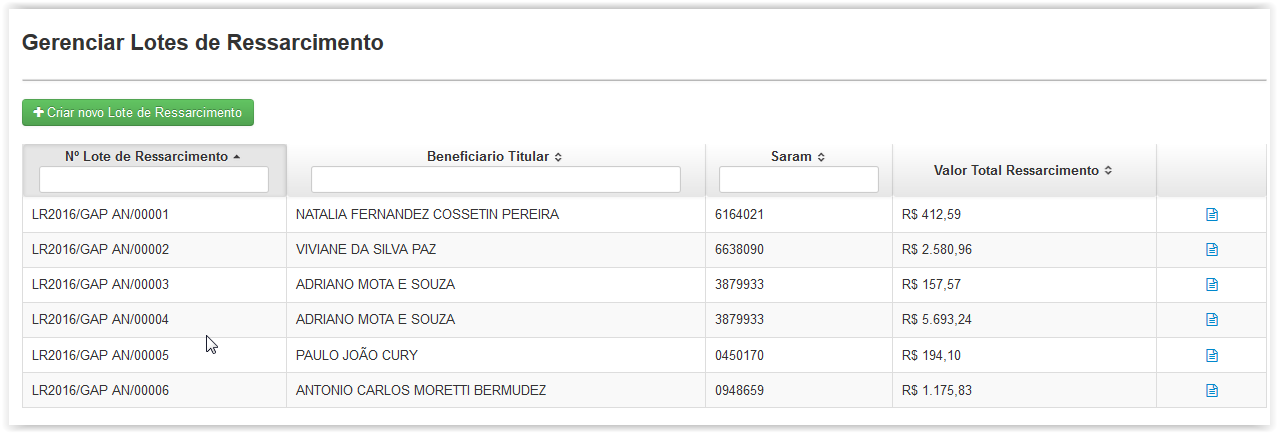 Gerenciar Lotes de Ressarcimento
Criar novo Lote de Ressarcimento
Nº Lote de Ressarcimento Beneficiario Titular Saram Valor Total Ressarcimento
LR2016/GAP AN/00001 NATALIA FERNANDEZ COSSETIN PEREIRA 6164021 R$ 412,59
LR2016/GAP AN/00002 VIVIANE DA SILVA PAZ 6638090 R$ 2.580,96
LR2016/GAP AN/00003 ADRIANO MOTA E SOUZA 3879933 R$ 157,57
LR2016/GAP AN/00004 ADRIANO MOTA E SOUZA 3879933 R$ 5.693,24
LR2016/GAP AN/00005 PAULO JOÃO CURY 0450170 R$ 194,10
LR2016/GAP AN/00006 ANTONIO CARLOS MORETTI BERMUDEZ 0948659 R$ 1.175,83